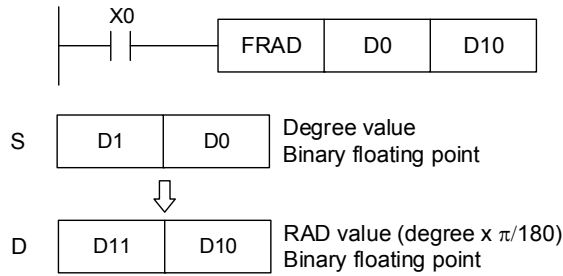 X0
FRAD D0 D10
S D1 D0 Degree value
Binary floating point
D D11 D10 RAD value (degree x π/180)
Binary floating point